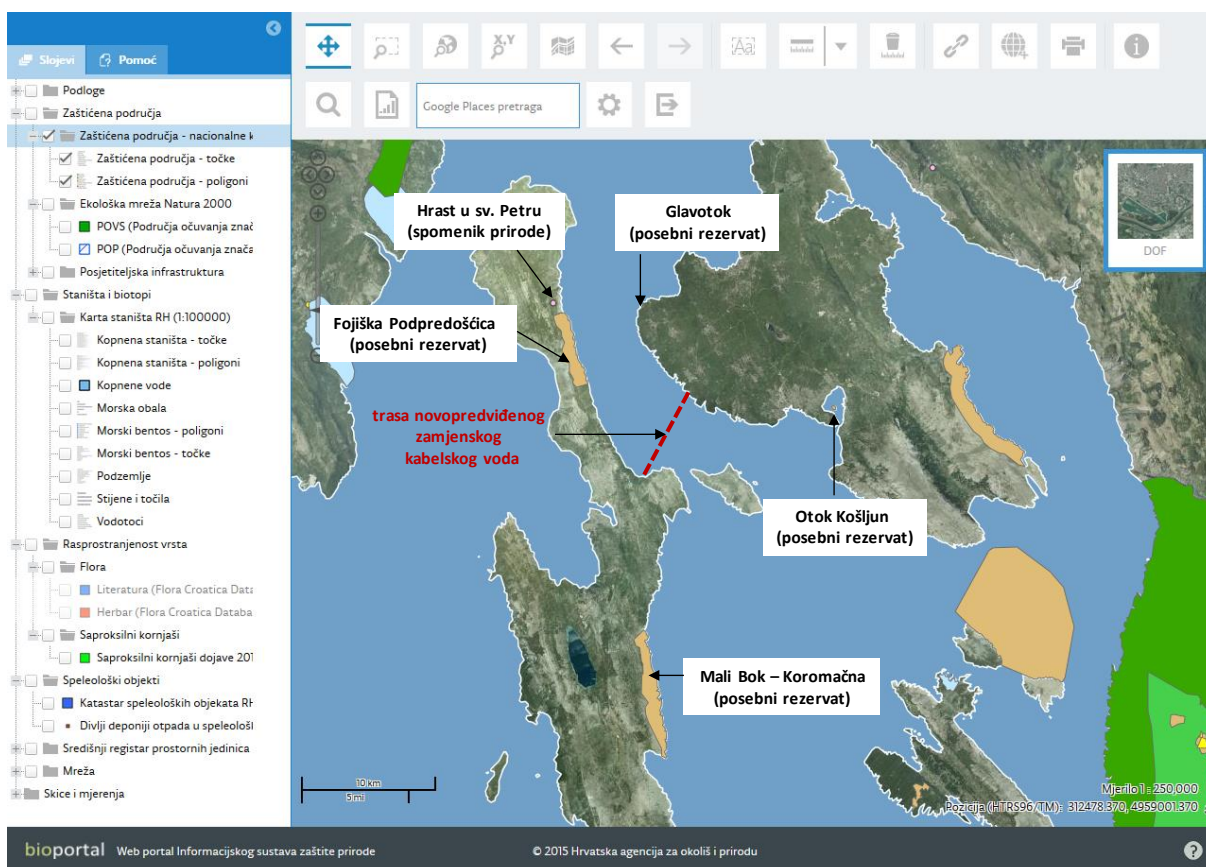 Slojevi
Pomoć
Podloge
Zaštićena područja
Zaštićena područja - nacionalne k
Zaštićena područja - točke
Zaštićena područja - poligoni
Ekološka mreža Natura 2000
POVS (Područja očuvanja znač
POP (Područja očuvanja znača
Posjetiteljska infrastruktura
Staništa i biotopi
Karta staništa RH (1:100000)
Kopnena staništa - točke
Kopnena staništa - poligoni
Kopnene vode
Morska obala
Morski bentos - poligoni
Morski bentos - točke
Podzemlje
Stijene i točila
Vodotoci
Rasprostranjenost vrsta
Flora
Literatura (Flora Croatica Data
Herbar (Flora Croatica Databa
Saproksilni kornjaši
Saproksilni kornjaši dojave 201
Speleološki objekti
Katastar speleoloških objekata RH
Divlji deponiji otpada u speleološl
Središnji registar prostornih jedinica
Mreža
Skice i mjerenja
X,Y
Aa
Google Places pretraga
DOF
Hrast u sv. Petru
(spomenik prirode)
Glavotok
(posebni rezervat)
Fojiška Podpredošćica
(posebni rezervat)
trasa novopredviđenog
zamjenskog
kabelskog voda
Otok Košljun
(posebni rezervat)
Mali Bok – Koromačna
(posebni rezervat)
10 km
5 mi
Mjerilo 1 : 250,000
Pozicija (HTRS96/TM): 312478.370, 4959001.370
bioportal Web portal Informacijskog sustava zaštite prirode
© 2015 Hrvatska agencija za okoliš i prirodu